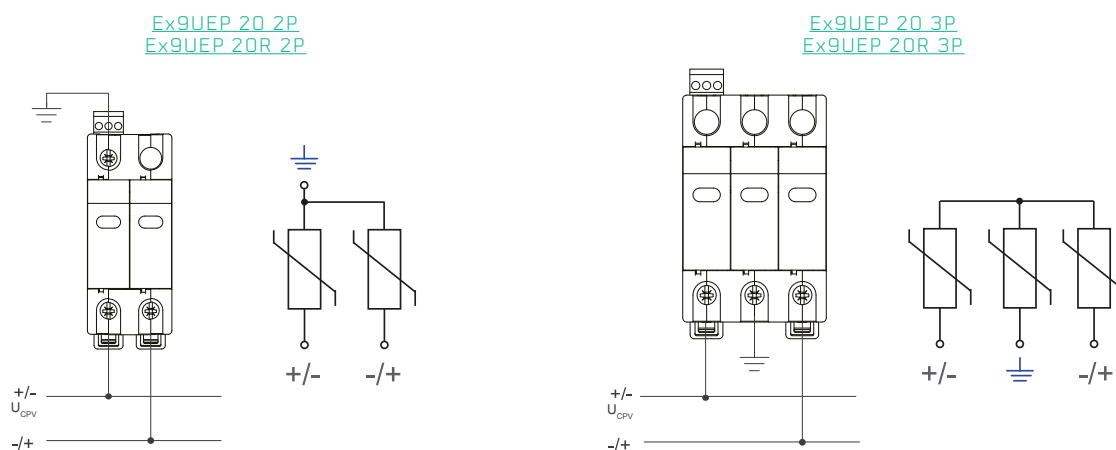 Ex9UEP 20 2P
Ex9UEP 20R 2P
+/- -/+
+/-
UCPV
-/+
Ex9UEP 20 3P
Ex9UEP 20R 3P
+/- -/+
+/-
UCPV
-/+